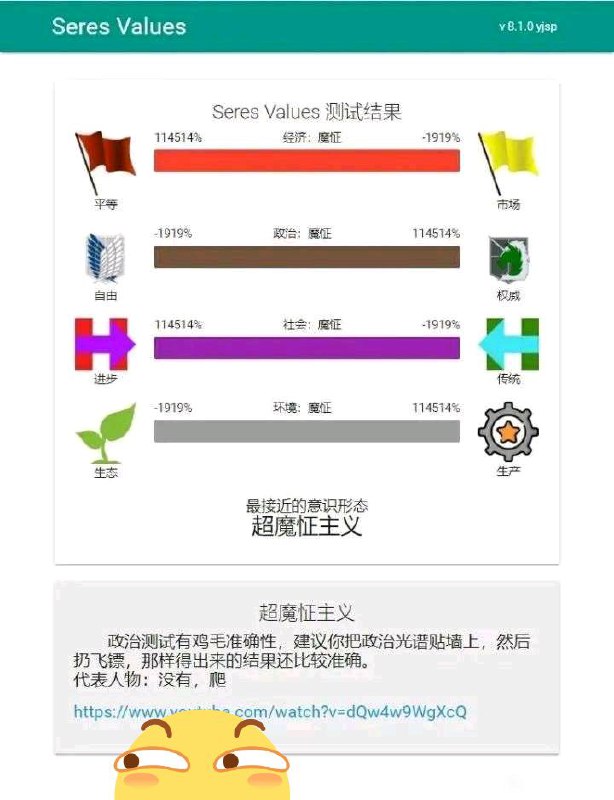 Seres Values
v 8.1.0 yjsp
Seres Values 测试结果
114514% 经济：魔怔 -1919%
平等 市场
-1919% 政治：魔怔 114514%
自由 权威
114514% 社会：魔怔 -1919%
进步 传统
-1919% 环境：魔怔 114514%
生态 生产
最接近的意识形态
超魔怔主义
超魔怔主义
政治测试有鸡毛准确性，建议你把政治光谱贴墙上，然后
扔飞镖，那样得出来的结果还比较准确。
代表人物：没有，爬
https://www.youtube.com/watch?v=dQw4w9WgXcQ